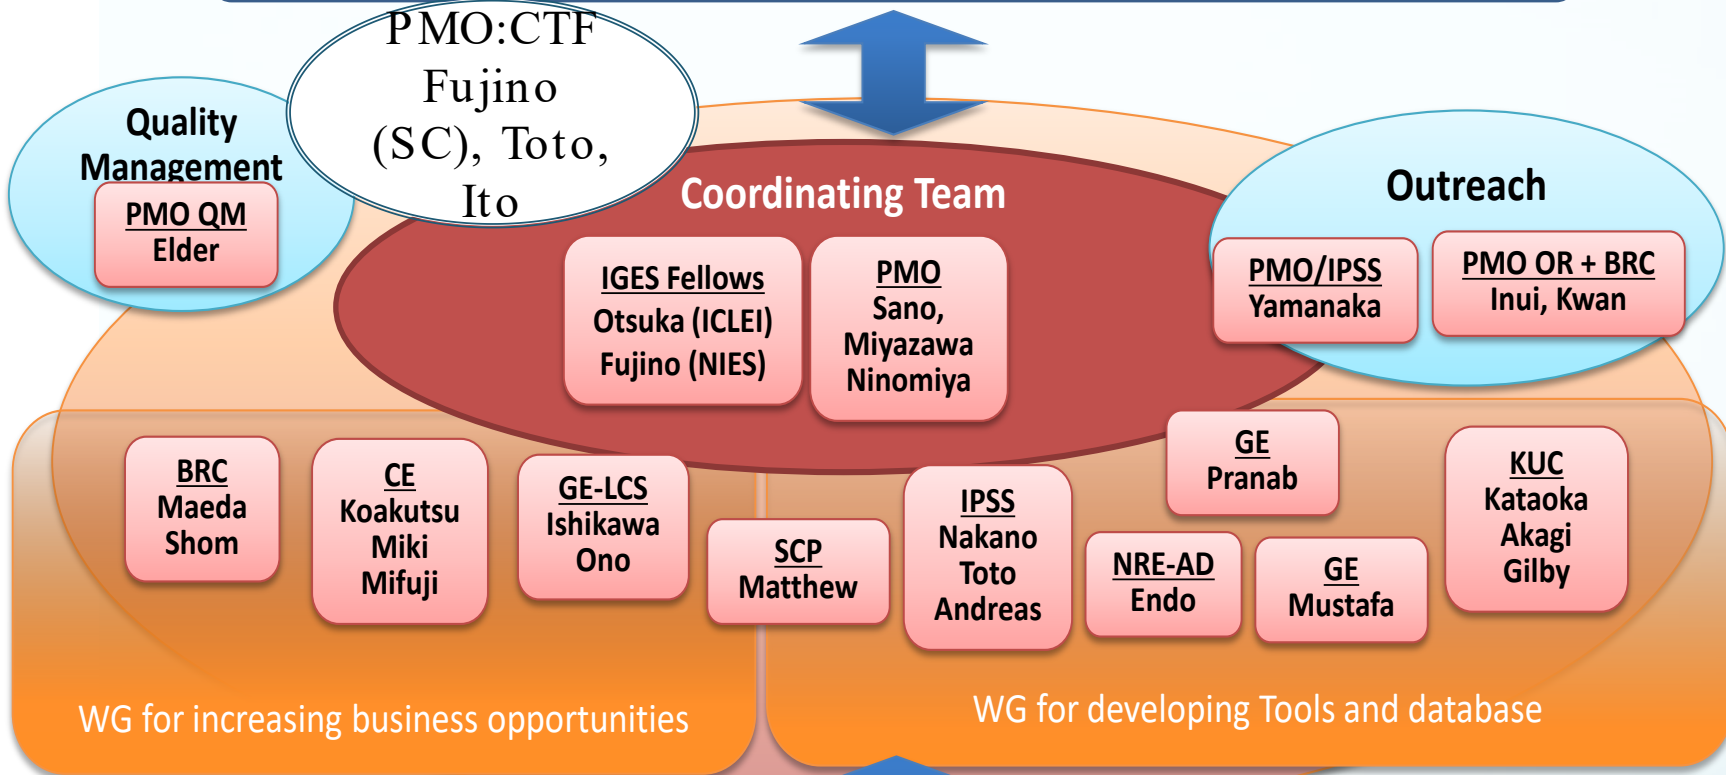 PMO:CTF
Fujino
(SC), Toto,
Ito
Quality
Management
PMO QM
Elder
Coordinating Team
IGES Fellows
Otsuka (ICLEI)
Fujino (NIES)
PMO
Sano,
Miyazawa
Ninomiya
Outreach
PMO/IPSS
Yamanaka
PMO OR + BRC
Inui, Kwan
BRC
Maeda
Shom
CE
Koakutsu
Miki
Mifuji
GE-LCS
Ishikawa
Ono
SCP
Matthew
IPSS
Nakano
Toto
Andreas
NRE-AD
Endo
GE
Pranab
GE
Mustafa
KUC
Kataoka
Akagi
Gilby
WG for increasing business opportunities
WG for developing Tools and database